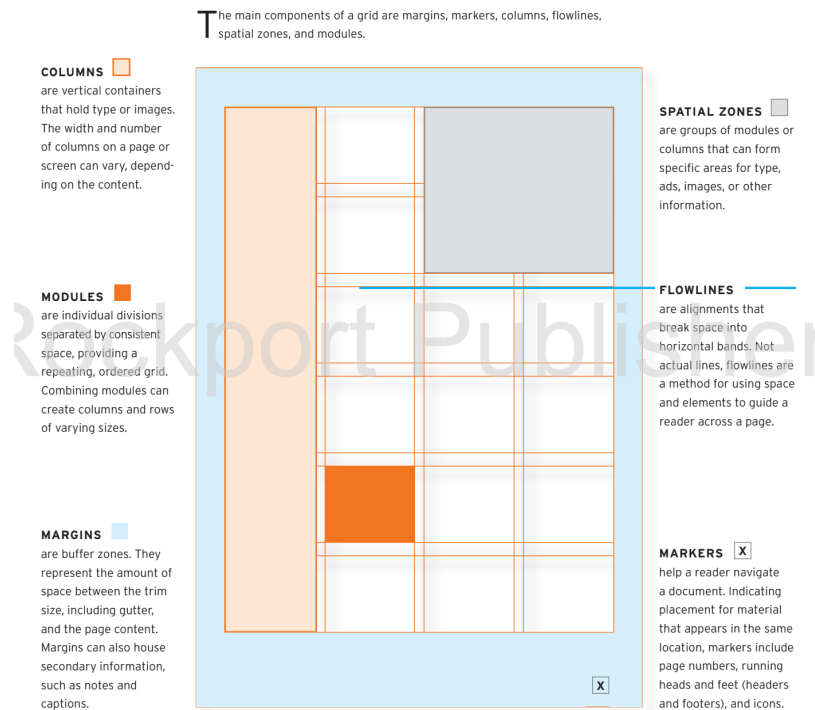 The main components of a grid are margins, markers, columns, flowlines,
spatial zones, and modules.
COLUMNS
are vertical containers
that hold type or images.
The width and number
of columns on a page or
screen can vary, depend-
ing on the content.
MODULES
are individual divisions
separated by consistent
space, providing a
repeating, ordered grid.
Combining modules can
create columns and rows
of varying sizes.
MARGINS
are buffer zones. They
represent the amount of
space between the trim
size, including gutter,
and the page content.
Margins can also house
secondary information,
such as notes and
captions.
SPATIAL ZONES
are groups of modules or
columns that can form
specific areas for type,
ads, images, or other
information.
FLOWLINES
are alignments that
break space into
horizontal bands. Not
actual lines, flowlines are
a method for using space
and elements to guide a
reader across a page.
MARKERS X
help a reader navigate
a document. Indicating
placement for material
that appears in the same
location, markers include
page numbers, running
heads and feet (headers
and footers), and icons.
X
Rockport Publisher